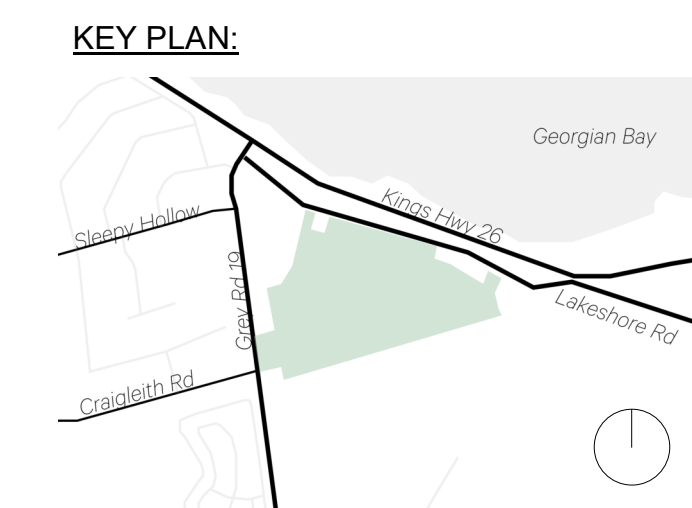 KEY PLAN:
Georgian Bay
Kings Hwy 26
Sleepy Hollow
Grey Rd 19
Lakeshore Rd
Craigleith Rd